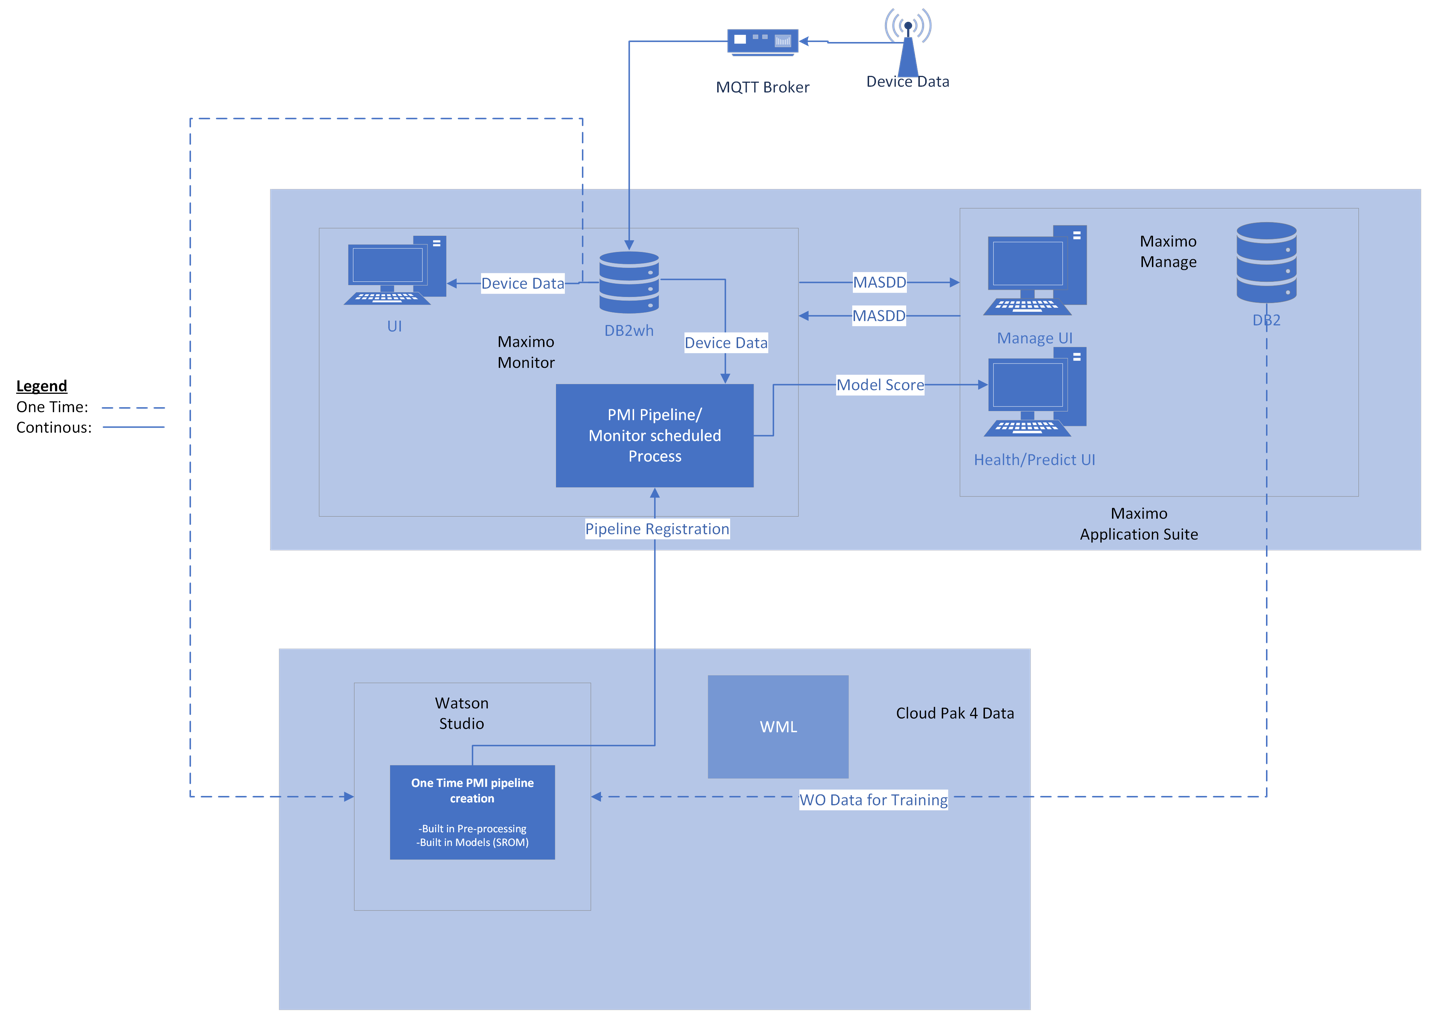 MQTT Broker
Device Data
UI
Device Data
DB2wh
Maximo
Monitor
Device Data
MASDD
MASDD
Maximo
Manage
DB2
Manage UI
Model Score
Health/Predict UI
Legend
One Time:
Continous:
PMI Pipeline/
Monitor scheduled
Process
Pipeline Registration
Maximo
Application Suite
Watson
Studio
WML
Cloud Pak 4 Data
One Time PMI pipeline
creation
-Built in Pre-processing
-Built in Models (SROM)
WO Data for Training